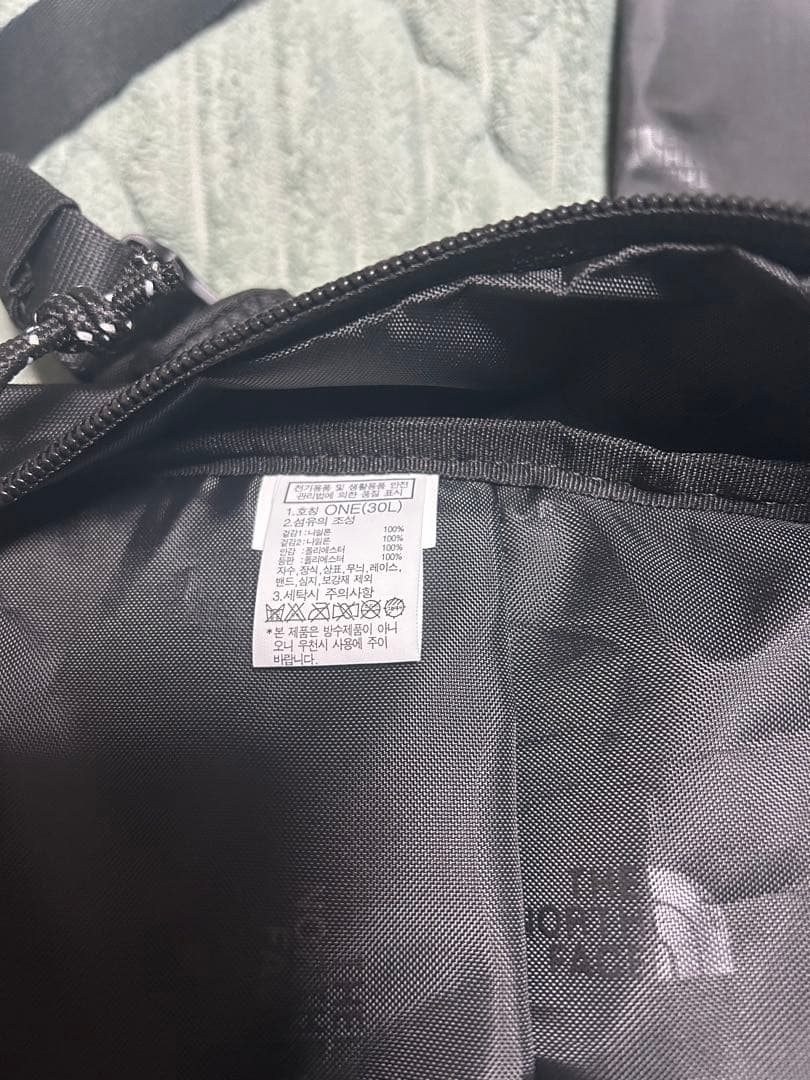 전기용품 및 생활용품 안전
관리법에 의한 품질 표시
1.호칭 ONE(30L)
2.섬유의 조성
겉감1:나일론 100%
겉감2:나일론 100%
안감 :폴리에스터 100%
등판 :폴리에스터 100%
자수,장식,상표,무늬,레이스,
밴드,심지,보강재 제외
3.세탁시 주의사항
*본 제품은 방수제품이 아니
오니 우천시 사용에 주이
바랍니다.
THE
NORTH
FACE